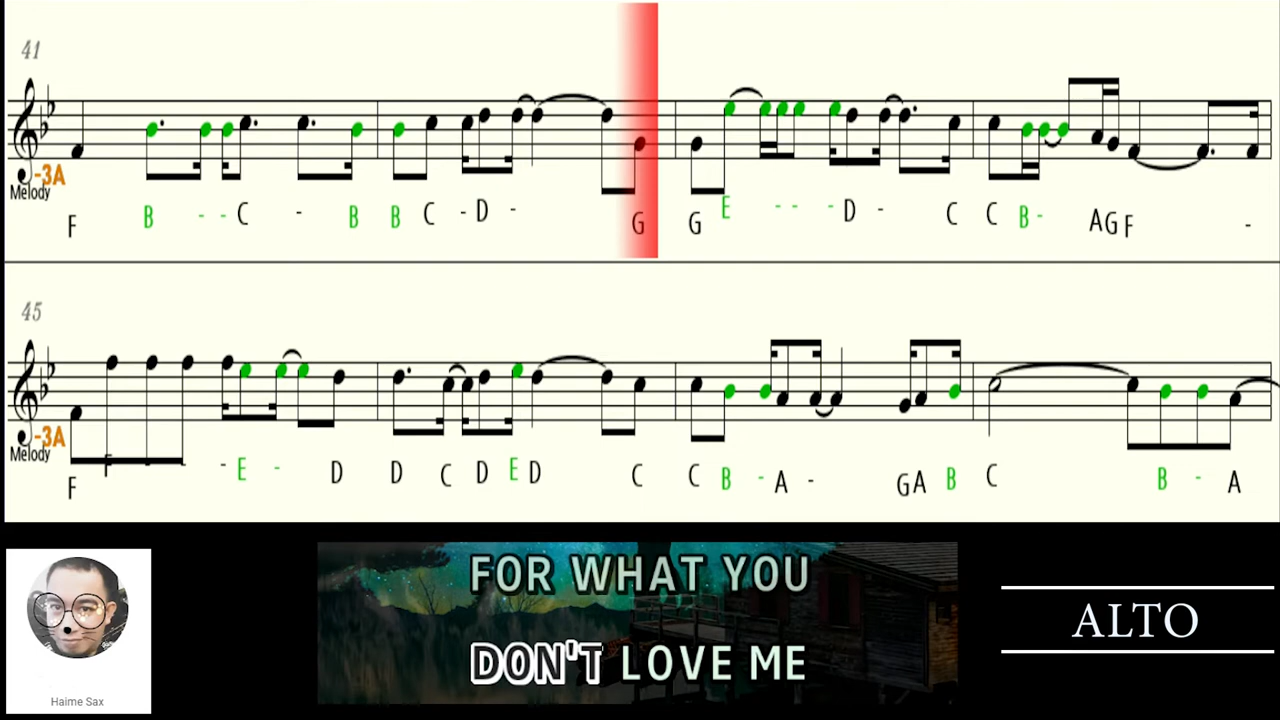 41
-3A
Melody
F B - - C - B B C - D - G G E - - - D - C C B - A G F -
45
-3A
Melody
F F - - - E - D D C D E D C C B - A - G A B C B - A
FOR WHAT YOU
DON'T LOVE ME
ALTO
Haime Sax